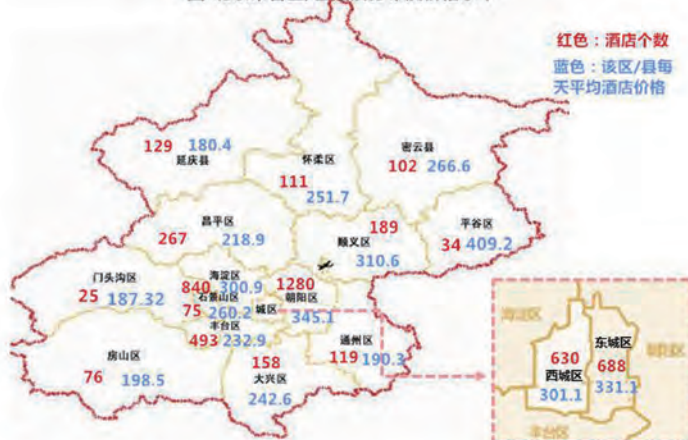 红色：酒店个数
蓝色：该区/县每
天平均酒店价格
129 180.4
延庆县
怀柔区
111
251.7
密云县
102 266.6
昌平区
267 218.9
189
顺义区
310.6
平谷区
34 409.2
门头沟区
25 187.32
海淀区
840 300.9
石景山区
75 260.2
城区
1280
朝阳区
345.1
丰台区
493 232.9
通州区
119 190.3
房山区
76 198.5
158
大兴区
242.6
海淀区
朝阳区
东城区
630 688
西城区
301.1 331.1
丰台区